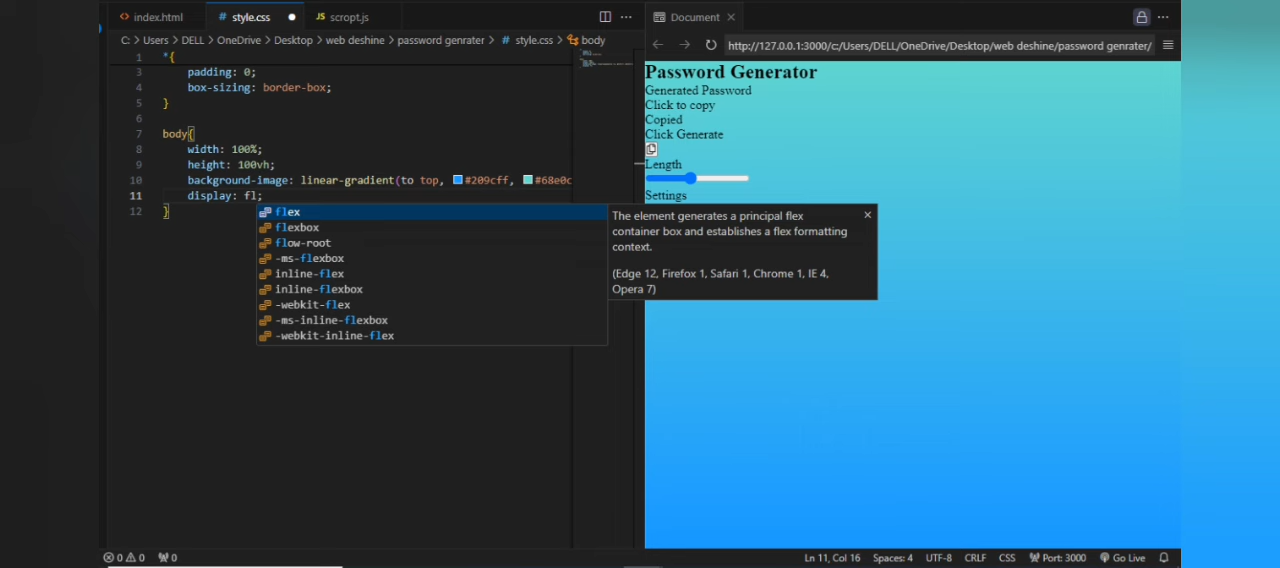 index.html
style.css
scropt.js
C: > Users > DELL > OneDrive > Desktop > web deshine > password genrater > style.css > body
1 *{
3 padding: 0;
4 box-sizing: border-box;
5 }
6
7 body{
8 width: 100%;
9 height: 100vh;
10 background-image: linear-gradient(to top, #209cff, #68e0c
11 display: fl;
12 }
flex
flexbox
flow-root
-ms-flexbox
inline-flex
inline-flexbox
-webkit-flex
-ms-inline-flexbox
-webkit-inline-flex
The element generates a principal flex
container box and establishes a flex formatting
context.
(Edge 12, Firefox 1, Safari 1, Chrome 1, IE 4,
Opera 7)
Document
http://127.0.0.1:3000/c:/Users/DELL/OneDrive/Desktop/web deshine/password genrater/
Password Generator
Generated Password
Click to copy
Copied
Click Generate
Length
Settings
0 0 0
Ln 11, Col 16 Spaces: 4 UTF-8 CRLF CSS Port: 3000 Go Live